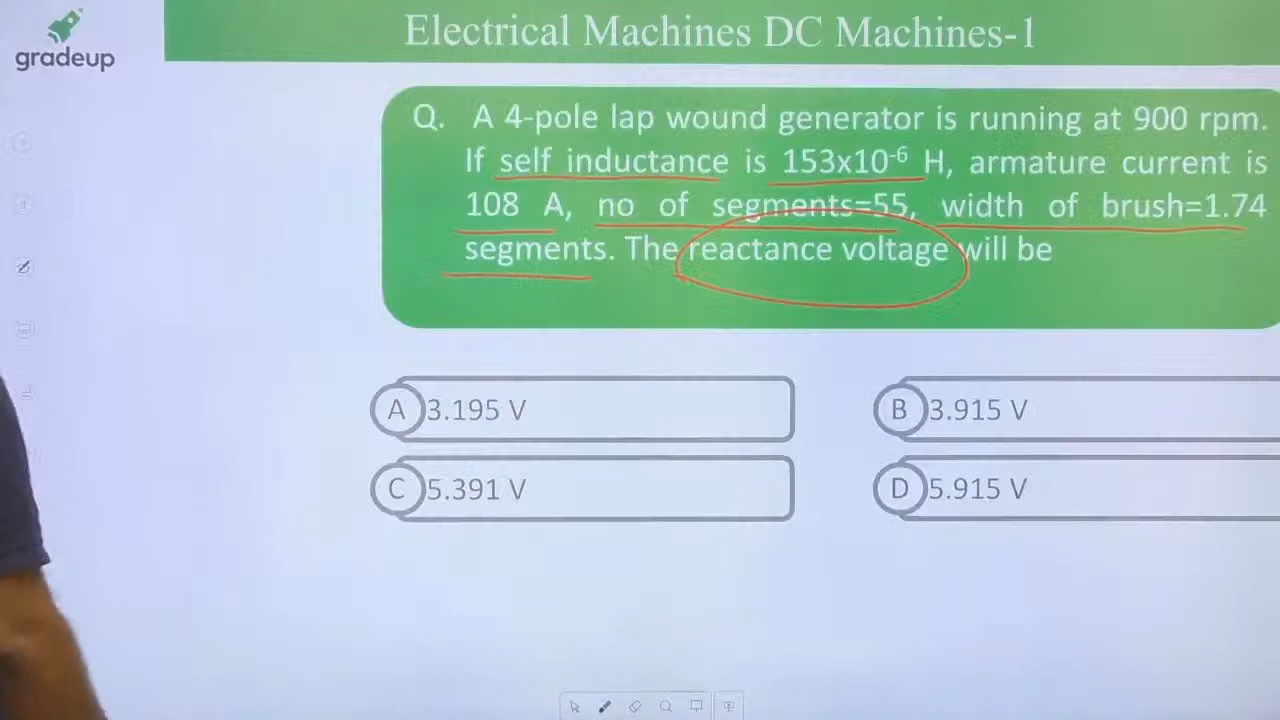 gradeup
Electrical Machines DC Machines-1
Q. A 4-pole lap wound generator is running at 900 rpm.
If self inductance is 153x10⁻⁶ H, armature current is
108 A, no of segments=55, width of brush=1.74
segments. The reactance voltage will be
A 3.195 V
B 3.915 V
C 5.391 V
D 5.915 V